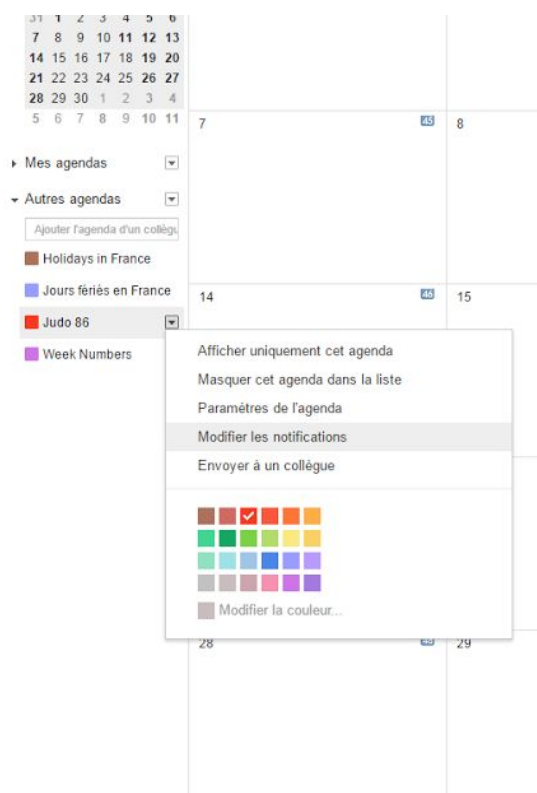 31 1 2 3 4 5 6
7 8 9 10 11 12 13
14 15 16 17 18 19 20
21 22 23 24 25 26 27
28 29 30 1 2 3 4
5 6 7 8 9 10 11
7 45 8
Mes agendas
Autres agendas
Ajouter l'agenda d'un collègu
Holidays in France
Jours fériés en France
14 46 15
Judo 86
Week Numbers
Afficher uniquement cet agenda
Masquer cet agenda dans la liste
Paramètres de l'agenda
Modifier les notifications
Envoyer à un collègue
Modifier la couleur...
28 29